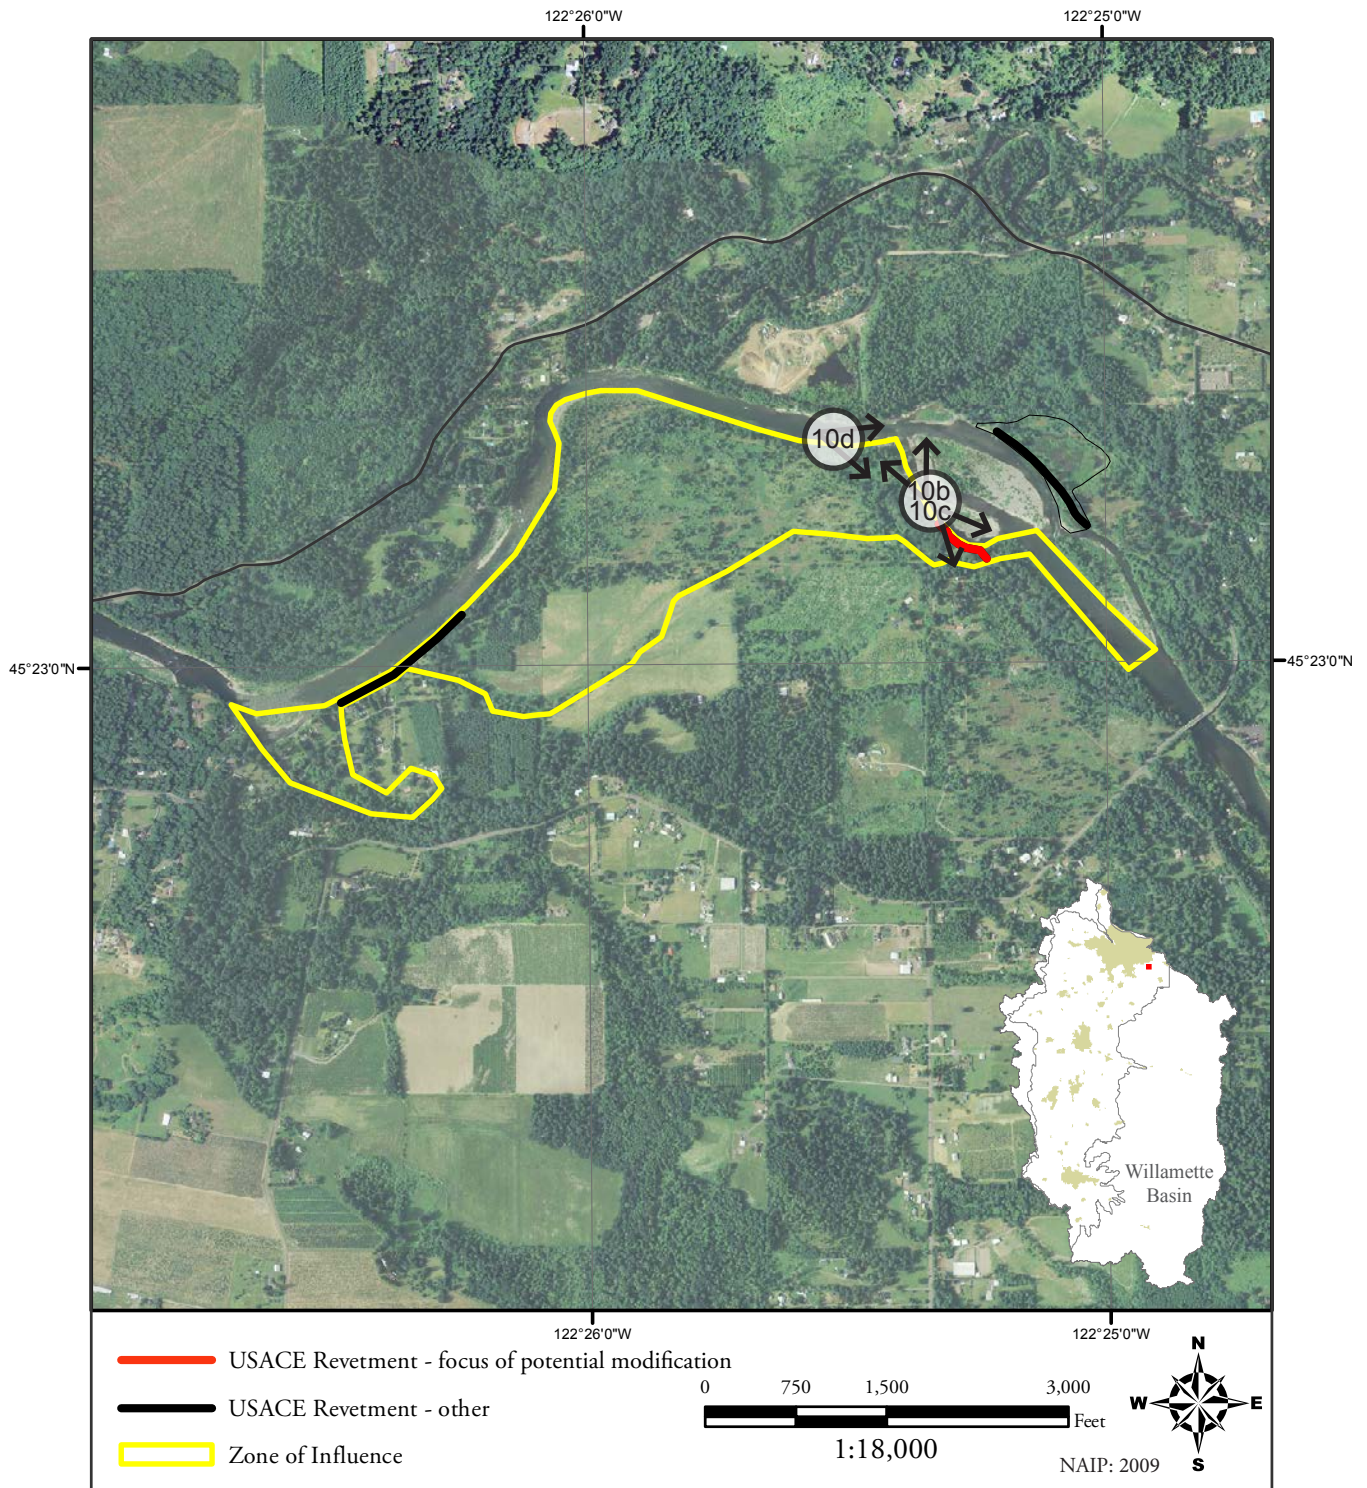 122°26'0"W
122°25'0"W
10d
10b
10c
45°23'0"N
45°23'0"N
Willamette
Basin
122°26'0"W
122°25'0"W
USACE Revetment - focus of potential modification
USACE Revetment - other
Zone of Influence
0 750 1,500 3,000
Feet
1:18,000
N
W E
S
NAIP: 2009